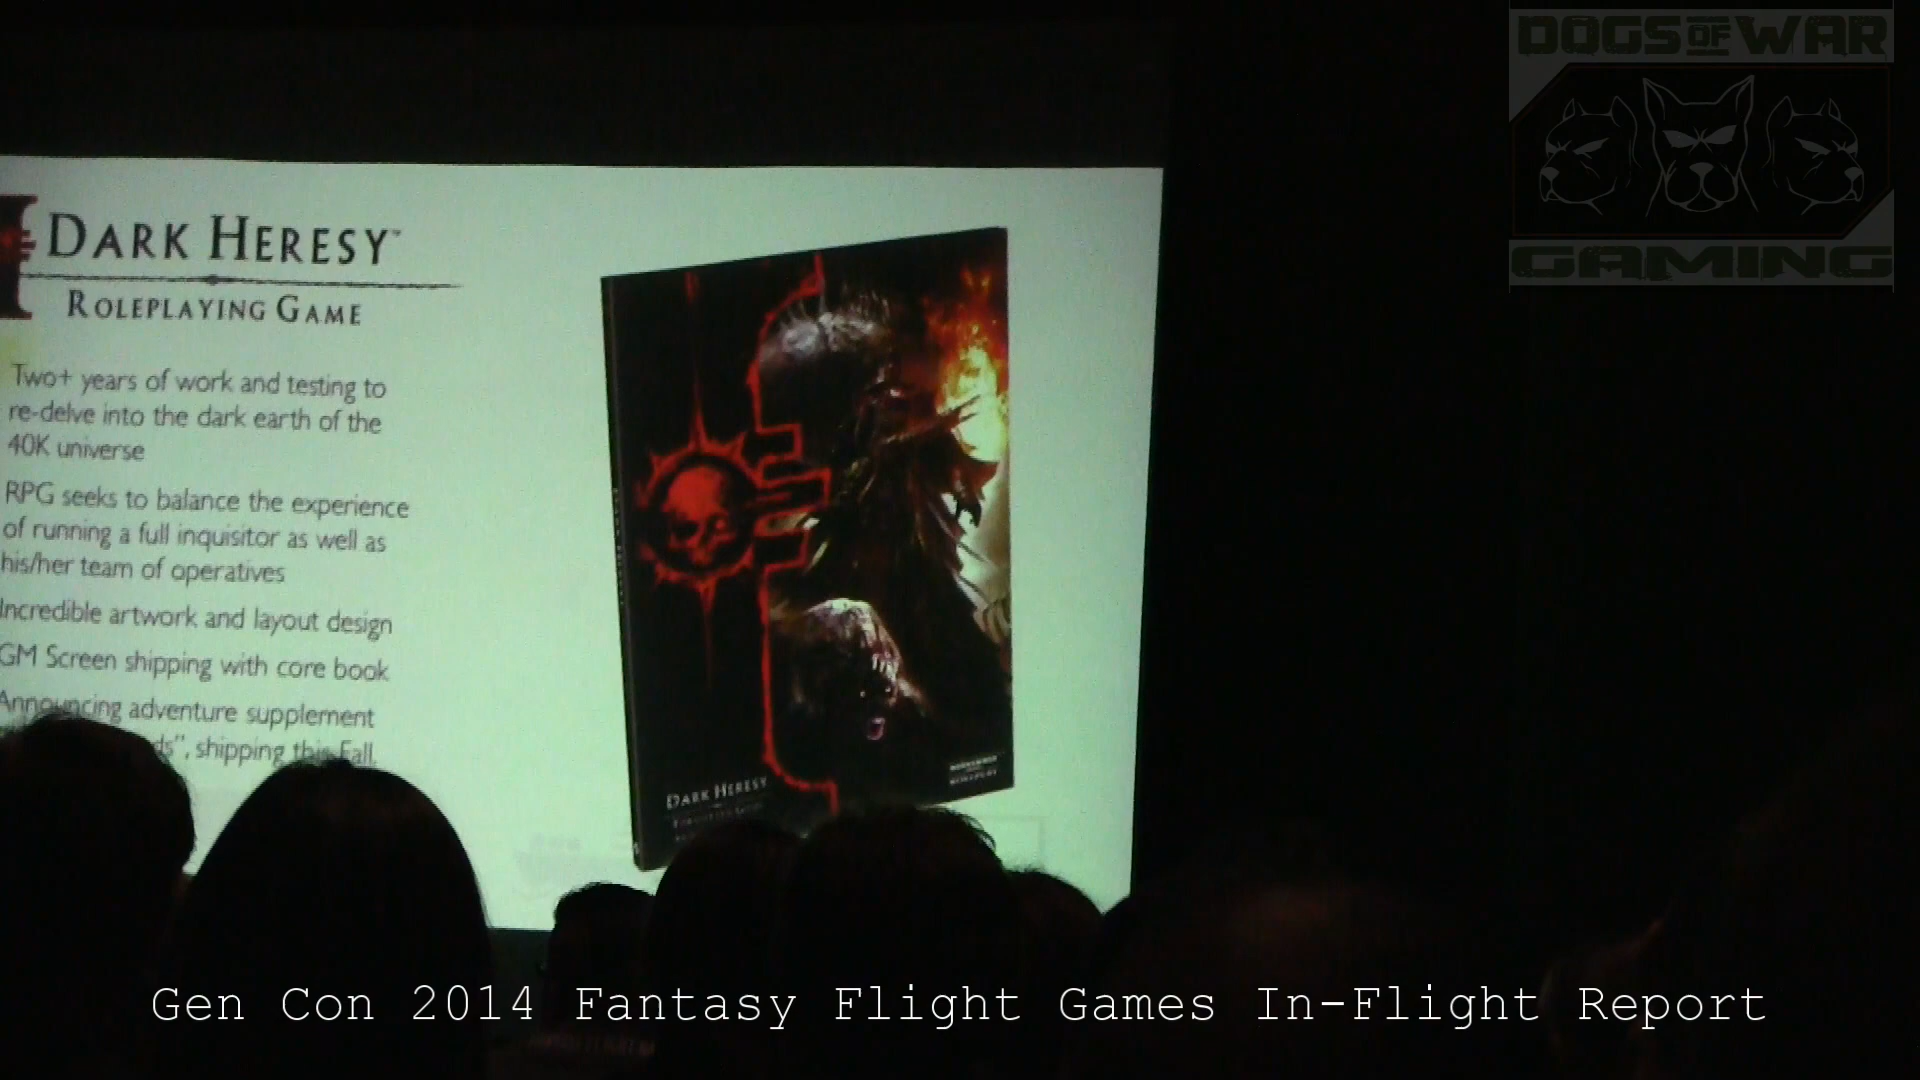 DOGS OF WAR
GAMING
DARK HERESY™
ROLEPLAYING GAME
Two+ years of work and testing to
re-delve into the dark earth of the
40K universe
RPG seeks to balance the experience
of running a full inquisitor as well as
his/her team of operatives
Incredible artwork and layout design
GM Screen shipping with core book
Announcing adventure supplement
shipping this Fall.
DARK HERESY
Gen Con 2014 Fantasy Flight Games In-Flight Report